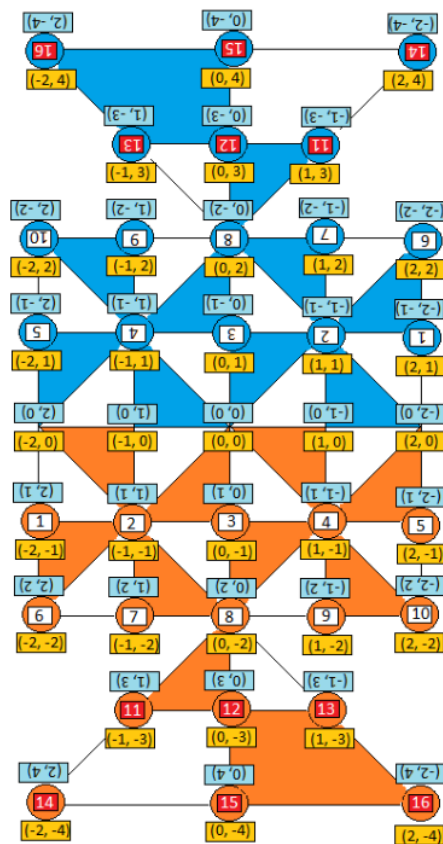 (2, -4) (0, -4) (-2, -4)
16 15 14
(-2, 4) (0, 4) (2, 4)
(1, -3) (0, -3) (-1, -3)
13 12 11
(-1, 3) (0, 3) (1, 3)
(2, -2) (1, -2) (0, -2) (-1, -2) (-2, -2)
10 9 8 7 6
(-2, 2) (-1, 2) (0, 2) (1, 2) (2, 2)
(2, -1) (1, -1) (0, -1) (-1, -1) (-2, -1)
5 4 3 2 1
(-2, 1) (-1, 1) (0, 1) (1, 1) (2, 1)
(2, 0) (1, 0) (0, 0) (-1, 0) (-2, 0)
(-2, 0) (-1, 0) (0, 0) (1, 0) (2, 0)
(2, 1) (1, 1) (0, 1) (-1, 1) (-2, 1)
1 2 3 4 5
(-2, -1) (-1, -1) (0, -1) (1, -1) (2, -1)
(2, 2) (1, 2) (0, 2) (-1, 2) (-2, 2)
6 7 8 9 10
(-2, -2) (-1, -2) (0, -2) (1, -2) (2, -2)
(1, 3) (0, 3) (-1, 3)
11 12 13
(-1, -3) (0, -3) (1, -3)
(2, 4) (0, 4) (-2, 4)
14 15 16
(-2, -4) (0, -4) (2, -4)